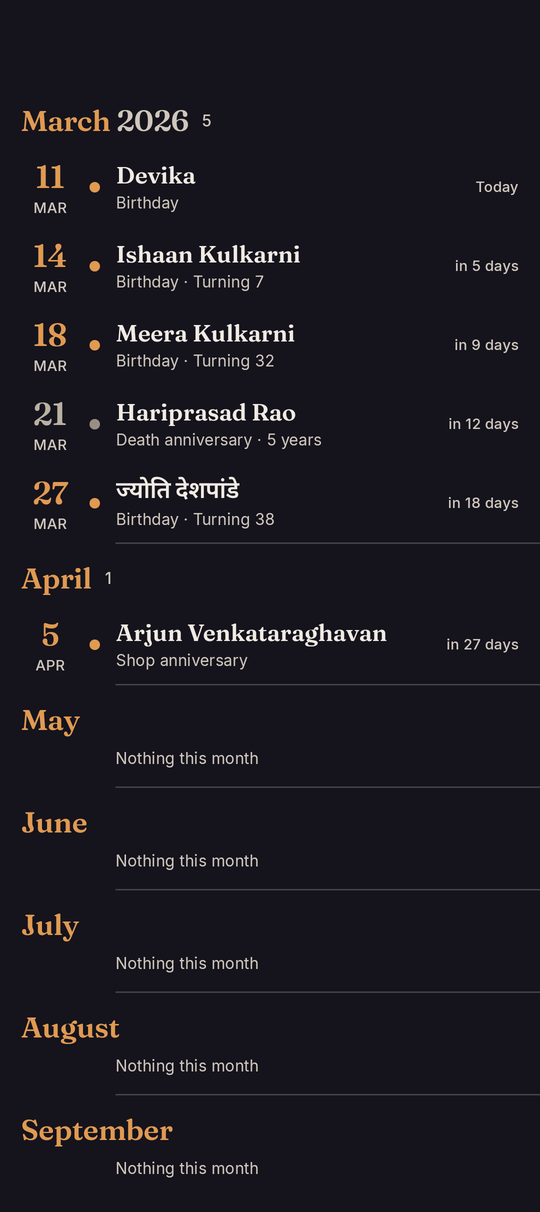 March 2026 5
11 MAR
Devika
Birthday
Today
14 MAR
Ishaan Kulkarni
Birthday · Turning 7
in 5 days
18 MAR
Meera Kulkarni
Birthday · Turning 32
in 9 days
21 MAR
Hariprasad Rao
Death anniversary · 5 years
in 12 days
27 MAR
ज्योति देशपांडे
Birthday · Turning 38
in 18 days
April 1
5 APR
Arjun Venkataraghavan
Shop anniversary
in 27 days
May
Nothing this month
June
Nothing this month
July
Nothing this month
August
Nothing this month
September
Nothing this month